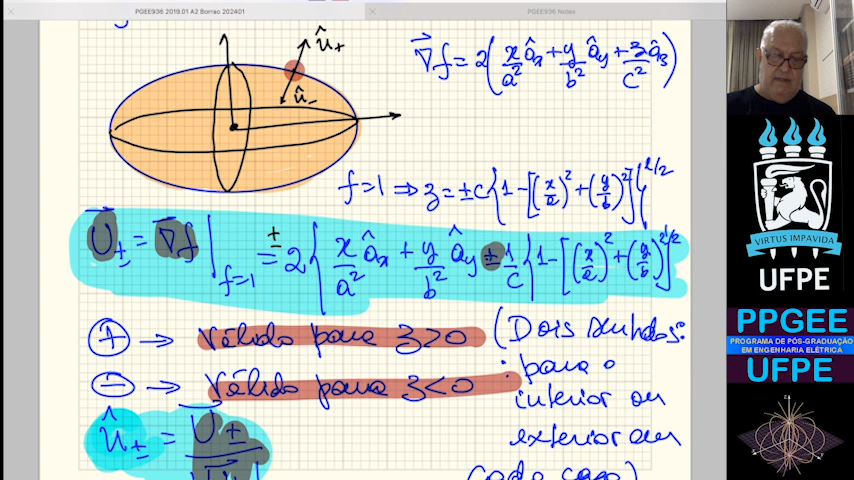 PGEE936 2019.01 A2 Borrao 202401
PGEE936 Notes
û₊
û₋
∇⃗f = 2(x/a² âx + y/b² ây + z/c² âz)
f=1 ⇒ z = ±c{1-[(x/a)²+(y/b)²]}^1/2
U⃗± = ∇⃗f|f=1 = ±2{x/a² âx + y/b² ây ± 1/c{1-[(x/a)²+(y/b)²]}^1/2
(+) → válido para z>0
(−) → válido para z<0
(Dois sentidos:
para o
interior ou
exterior em
cada caso)
û± = U⃗±/|U⃗±|
VIRTUS IMPAVIDA
UFPE
PPGEE
PROGRAMA DE PÓS-GRADUAÇÃO
EM ENGENHARIA ELÉTRICA
UFPE